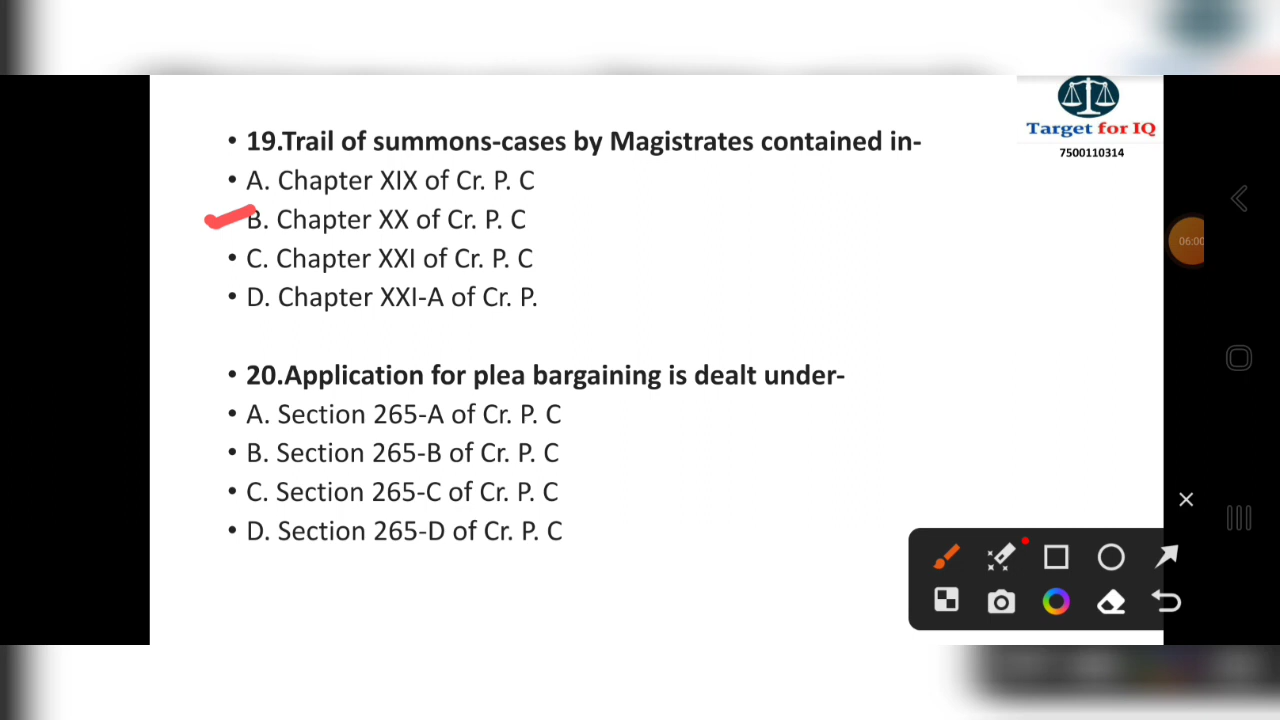 • 19.Trail of summons-cases by Magistrates contained in-
• A. Chapter XIX of Cr. P. C
B. Chapter XX of Cr. P. C
• C. Chapter XXI of Cr. P. C
• D. Chapter XXI-A of Cr. P.
• 20.Application for plea bargaining is dealt under-
• A. Section 265-A of Cr. P. C
• B. Section 265-B of Cr. P. C
• C. Section 265-C of Cr. P. C
• D. Section 265-D of Cr. P. C
Target for IQ
7500110314
06:00